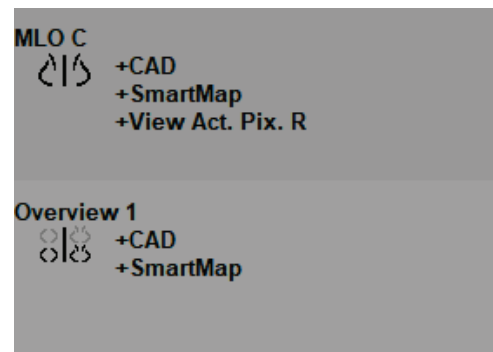 MLO C
+CAD
+SmartMap
+View Act. Pix. R
Overview 1
+CAD
+SmartMap